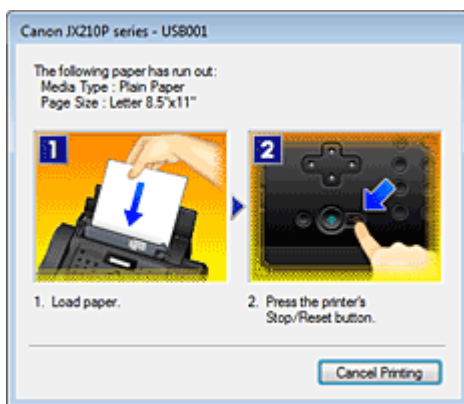 Canon JX210P series - USB001
The following paper has run out:
Media Type : Plain Paper
Page Size : Letter 8.5"x11"
1
2
1. Load paper.
2. Press the printer's
Stop/Reset button.
Cancel Printing